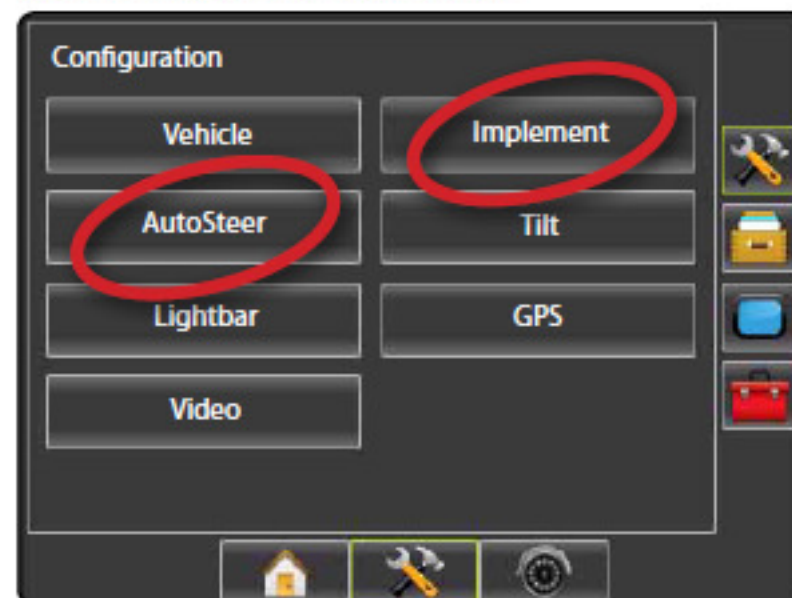 Configuration
Vehicle
Implement
AutoSteer
Tilt
Lightbar
GPS
Video